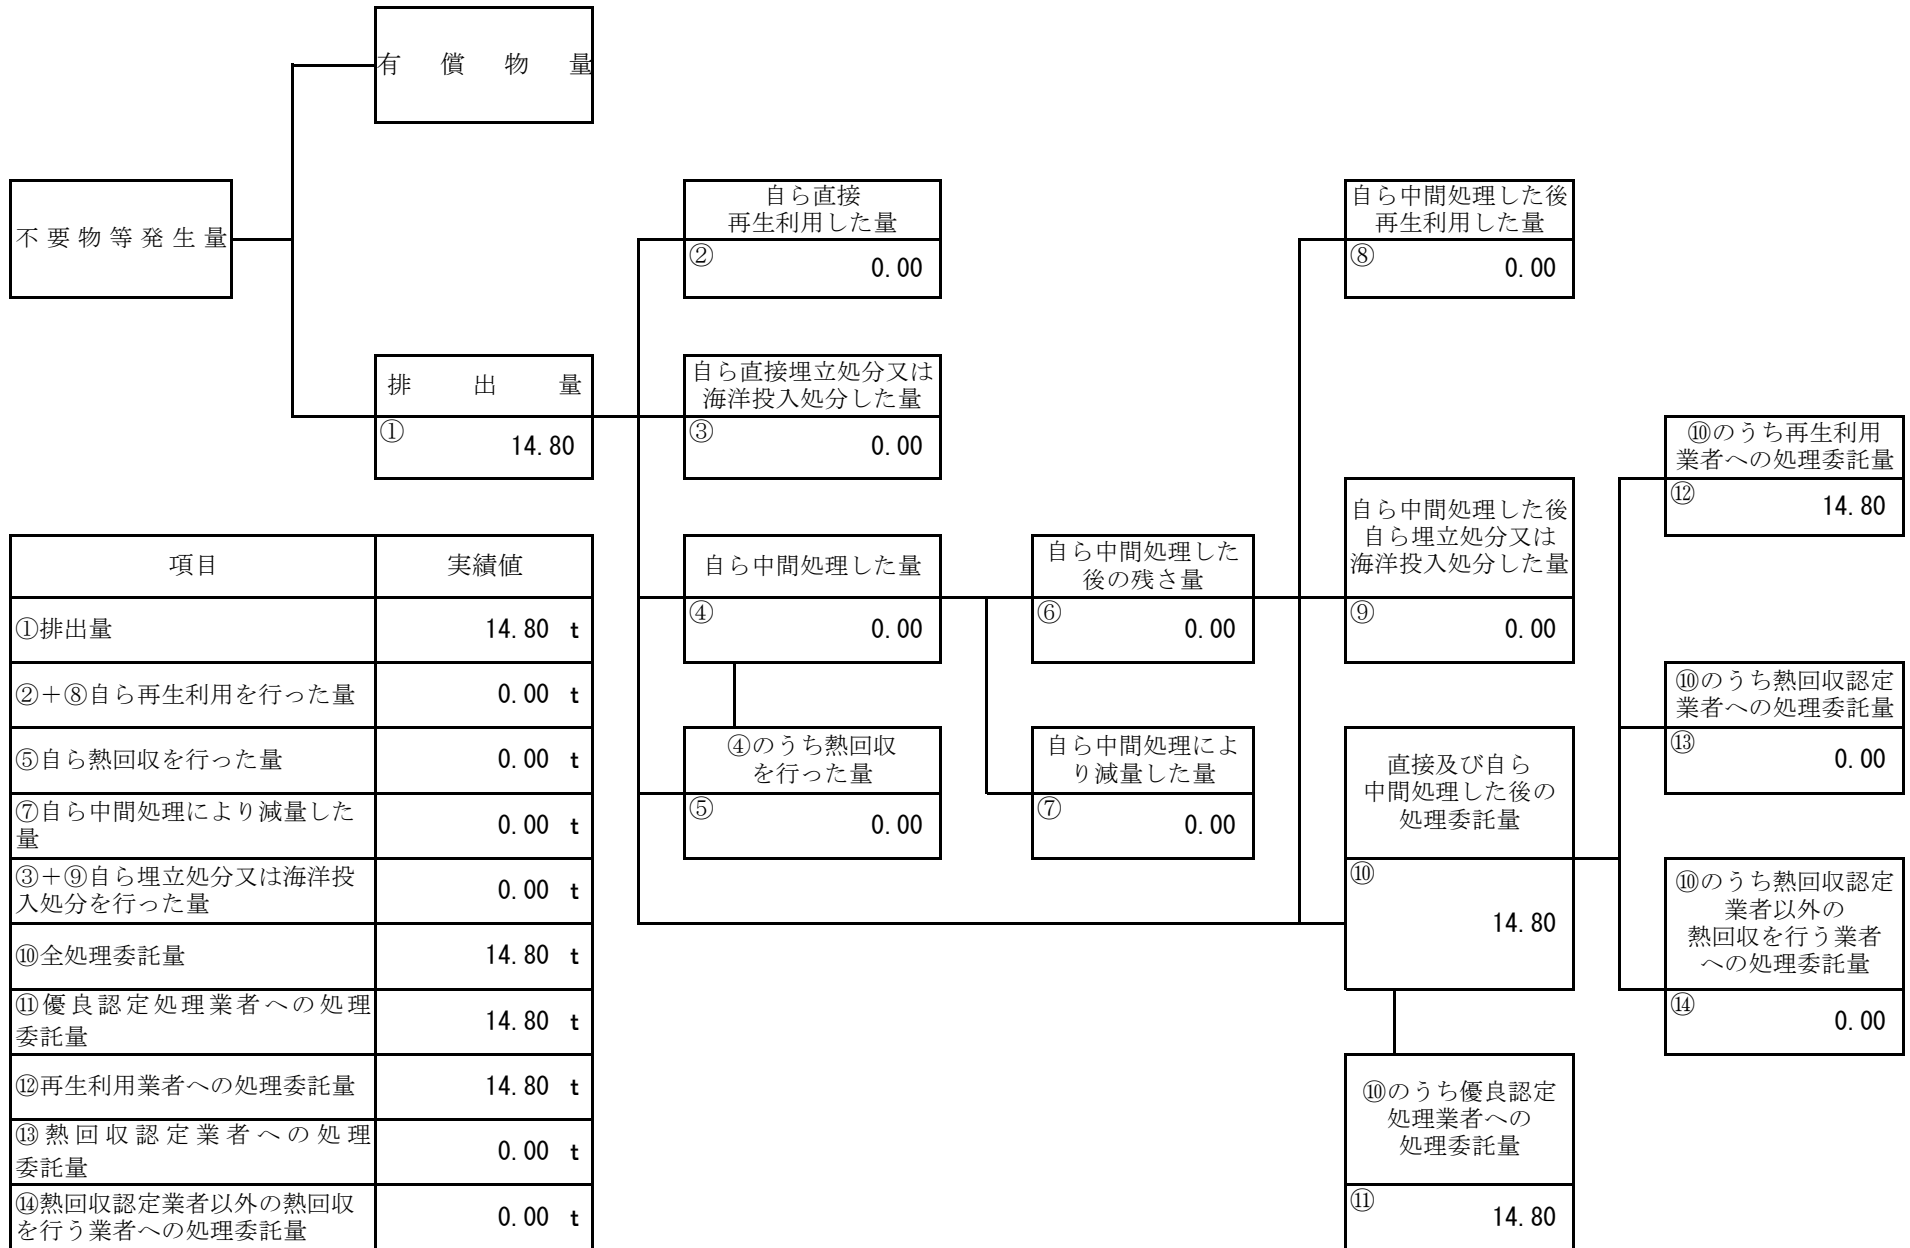 有償物量
不要物等発生量
排出量
①
14.80
自ら直接
再生利用した量
②
0.00
自ら直接埋立処分又は
海洋投入処分した量
③
0.00
自ら中間処理した量
④
0.00
④のうち熱回収
を行った量
⑤
0.00
自ら中間処理した
後の残さ量
⑥
0.00
自ら中間処理によ
り減量した量
⑦
0.00
自ら中間処理した後
再生利用した量
⑧
0.00
自ら中間処理した後
自ら埋立処分又は
海洋投入処分した量
⑨
0.00
直接及び自ら
中間処理した後の
処理委託量
⑩
14.80
⑩のうち優良認定
処理業者への
処理委託量
⑪
14.80
⑩のうち再生利用
業者への処理委託量
⑫
14.80
⑩のうち熱回収認定
業者への処理委託量
⑬
0.00
⑩のうち熱回収認定
業者以外の
熱回収を行う業者
への処理委託量
⑭
0.00
項目 実績値
①排出量 14.80 t
②＋⑧自ら再生利用を行った量 0.00 t
⑤自ら熱回収を行った量 0.00 t
⑦自ら中間処理により減量した
量 0.00 t
③＋⑨自ら埋立処分又は海洋投
入処分を行った量 0.00 t
⑩全処理委託量 14.80 t
⑪優良認定処理業者への処理
委託量 14.80 t
⑫再生利用業者への処理委託量 14.80 t
⑬熱回収認定業者への処理
委託量 0.00 t
⑭熱回収認定業者以外の熱回収
を行う業者への処理委託量 0.00 t